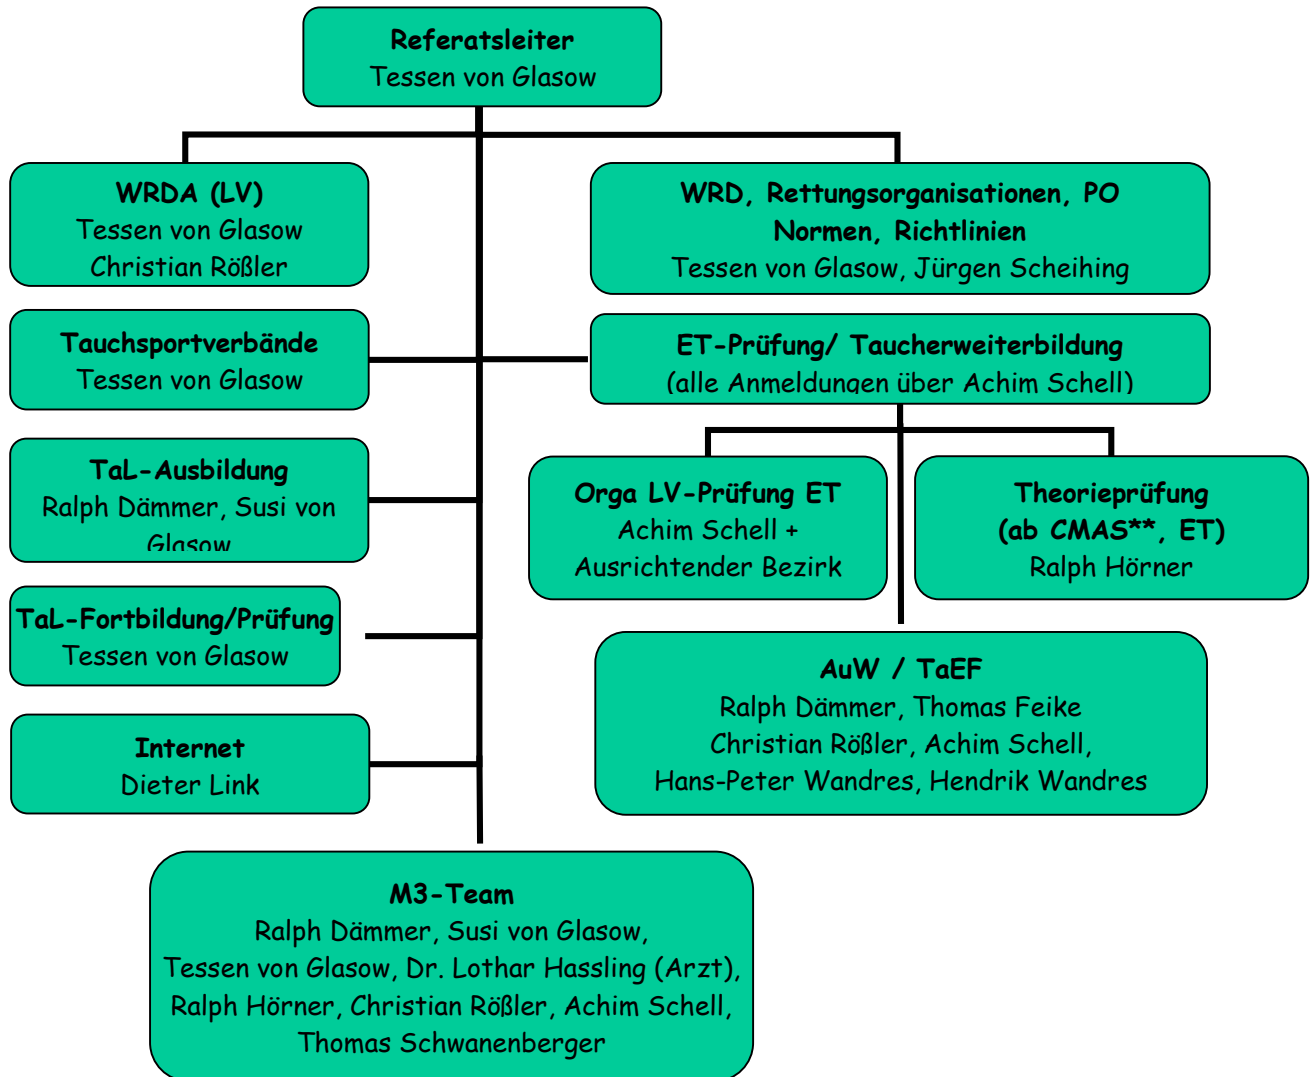 Referatsleiter
Tessen von Glasow
WRDA (LV)
Tessen von Glasow
Christian Rößler
WRD, Rettungsorganisationen, PO
Normen, Richtlinien
Tessen von Glasow, Jürgen Scheihing
Tauchsportverbände
Tessen von Glasow
ET-Prüfung/ Taucherweiterbildung
(alle Anmeldungen über Achim Schell)
TaL-Ausbildung
Ralph Dämmer, Susi von
Glasow
Orga LV-Prüfung ET
Achim Schell +
Ausrichtender Bezirk
Theorieprüfung
(ab CMAS**, ET)
Ralph Hörner
TaL-Fortbildung/Prüfung
Tessen von Glasow
AuW / TaEF
Ralph Dämmer, Thomas Feike
Christian Rößler, Achim Schell,
Hans-Peter Wandres, Hendrik Wandres
Internet
Dieter Link
M3-Team
Ralph Dämmer, Susi von Glasow,
Tessen von Glasow, Dr. Lothar Hassling (Arzt),
Ralph Hörner, Christian Rößler, Achim Schell,
Thomas Schwanenberger